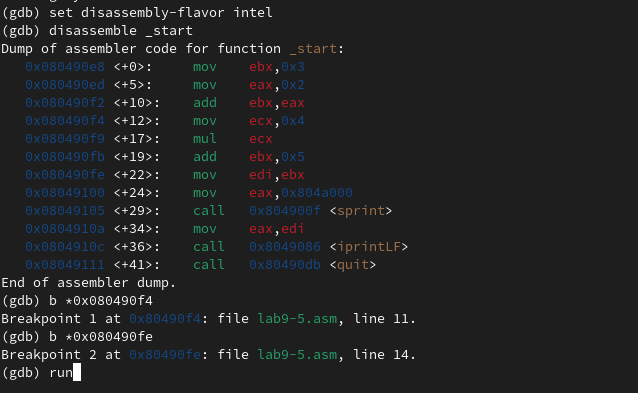 (gdb) set disassembly-flavor intel
(gdb) disassemble _start
Dump of assembler code for function _start:
   0x080490e8 <+0>:     mov    ebx,0x3
   0x080490ed <+5>:     mov    eax,0x2
   0x080490f2 <+10>:    add    ebx,eax
   0x080490f4 <+12>:    mov    ecx,0x4
   0x080490f9 <+17>:    mul    ecx
   0x080490fb <+19>:    add    ebx,0x5
   0x080490fe <+22>:    mov    edi,ebx
   0x08049100 <+24>:    mov    eax,0x804a000
   0x08049105 <+29>:    call   0x804900f <sprint>
   0x0804910a <+34>:    mov    eax,edi
   0x0804910c <+36>:    call   0x8049086 <iprintLF>
   0x08049111 <+41>:    call   0x80490db <quit>
End of assembler dump.
(gdb) b *0x080490f4
Breakpoint 1 at 0x80490f4: file lab9-5.asm, line 11.
(gdb) b *0x080490fe
Breakpoint 2 at 0x80490fe: file lab9-5.asm, line 14.
(gdb) run